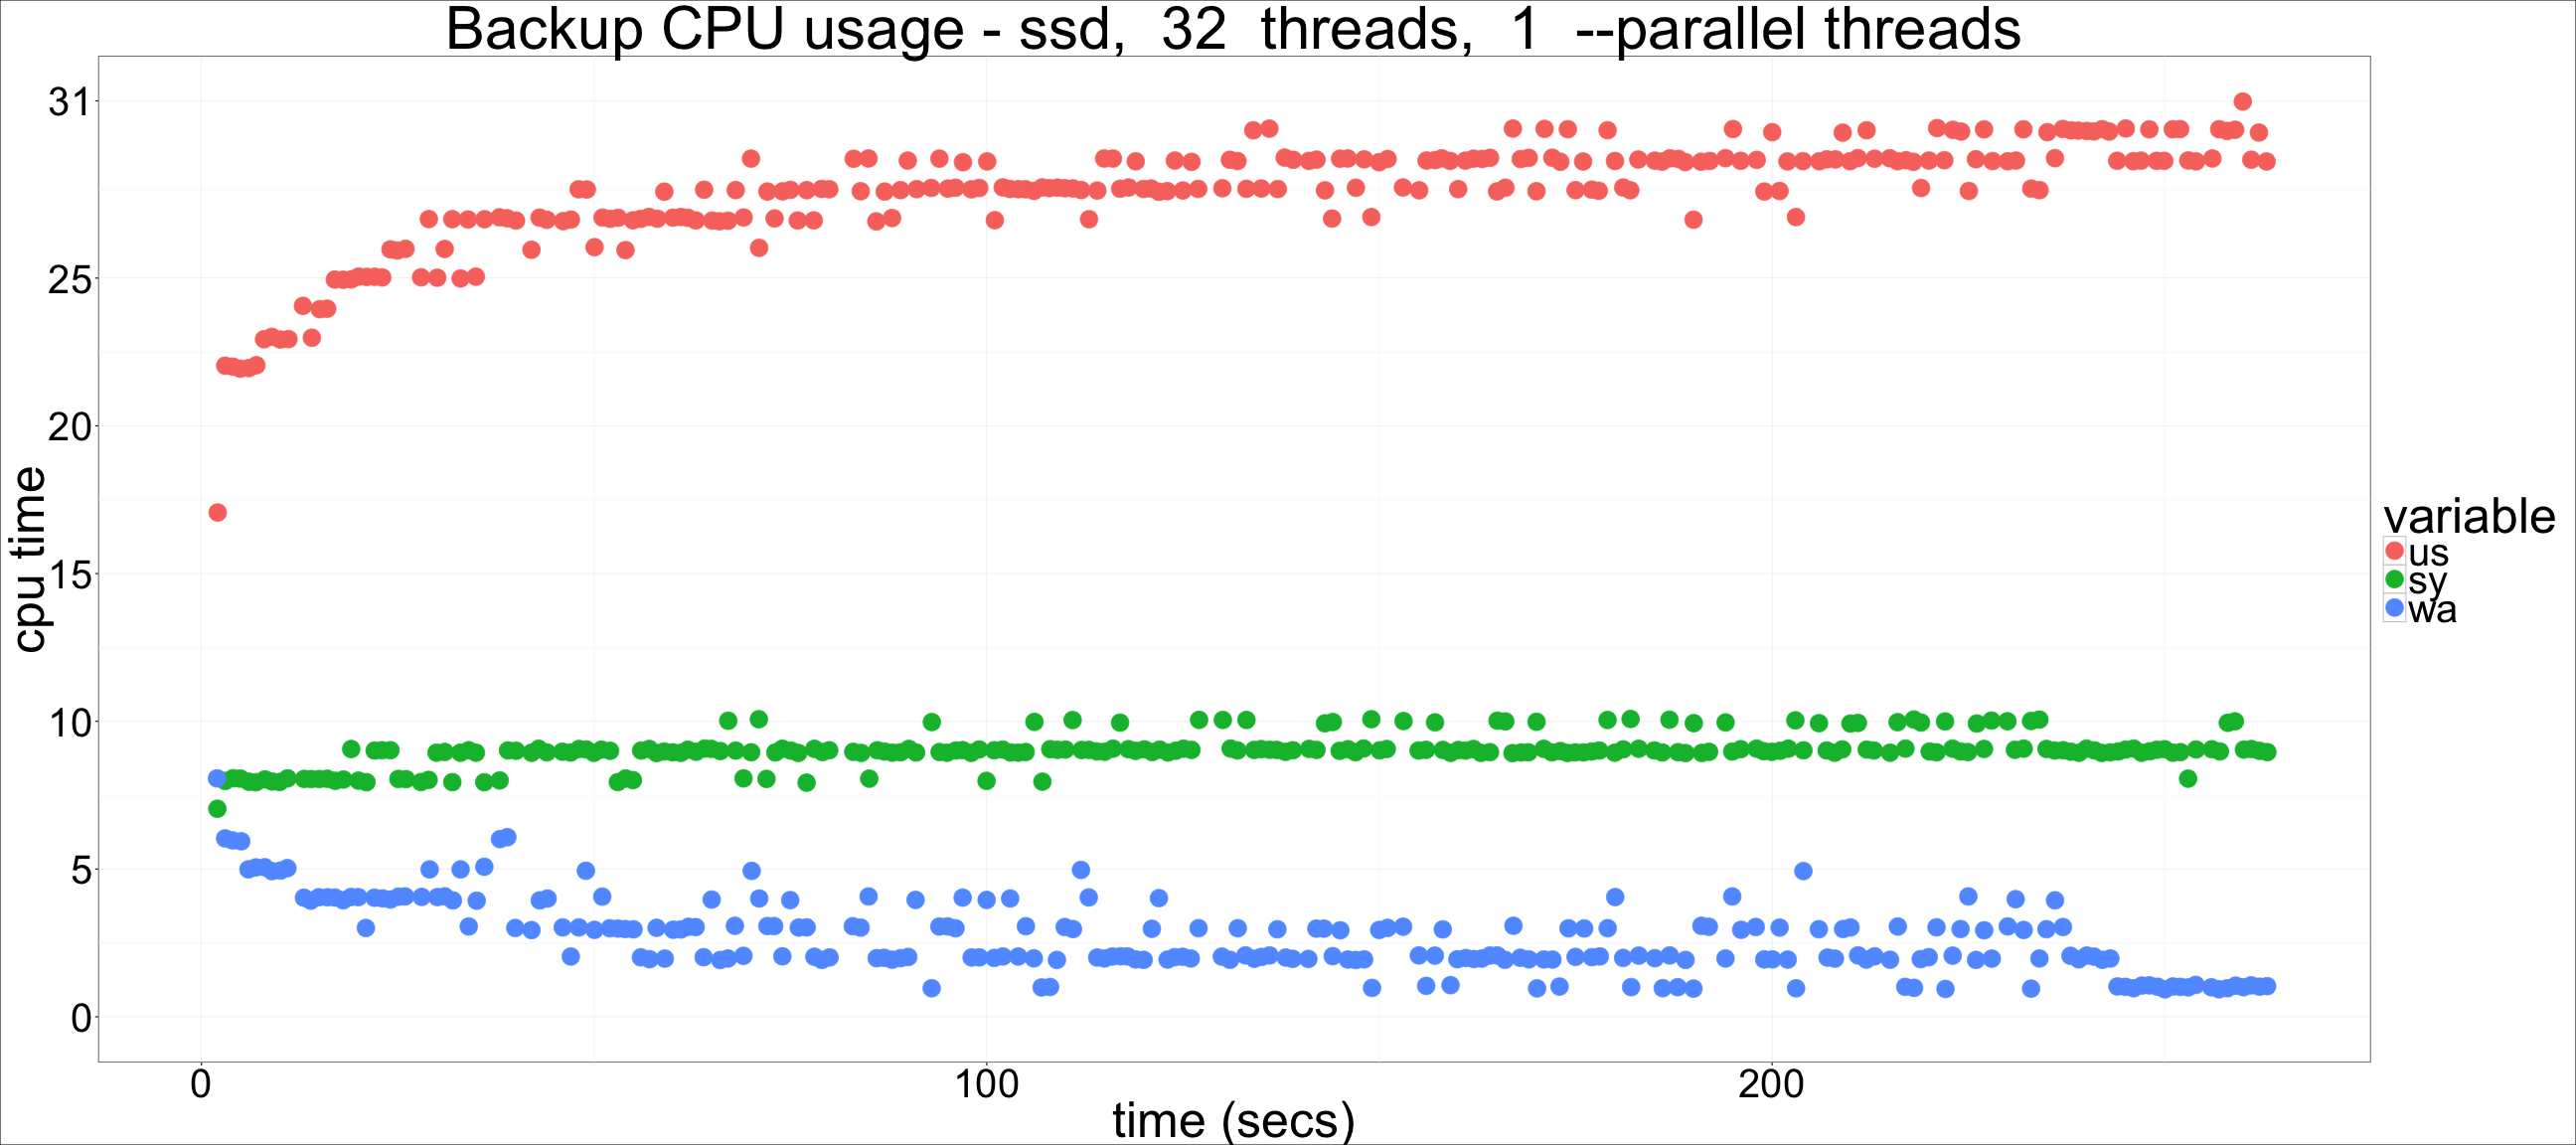 Backup CPU usage - ssd,  32  threads,  1  --parallel threads
31
25
20
15
10
5
0
cpu time
0
100
200
time (secs)
variable
us
sy
wa